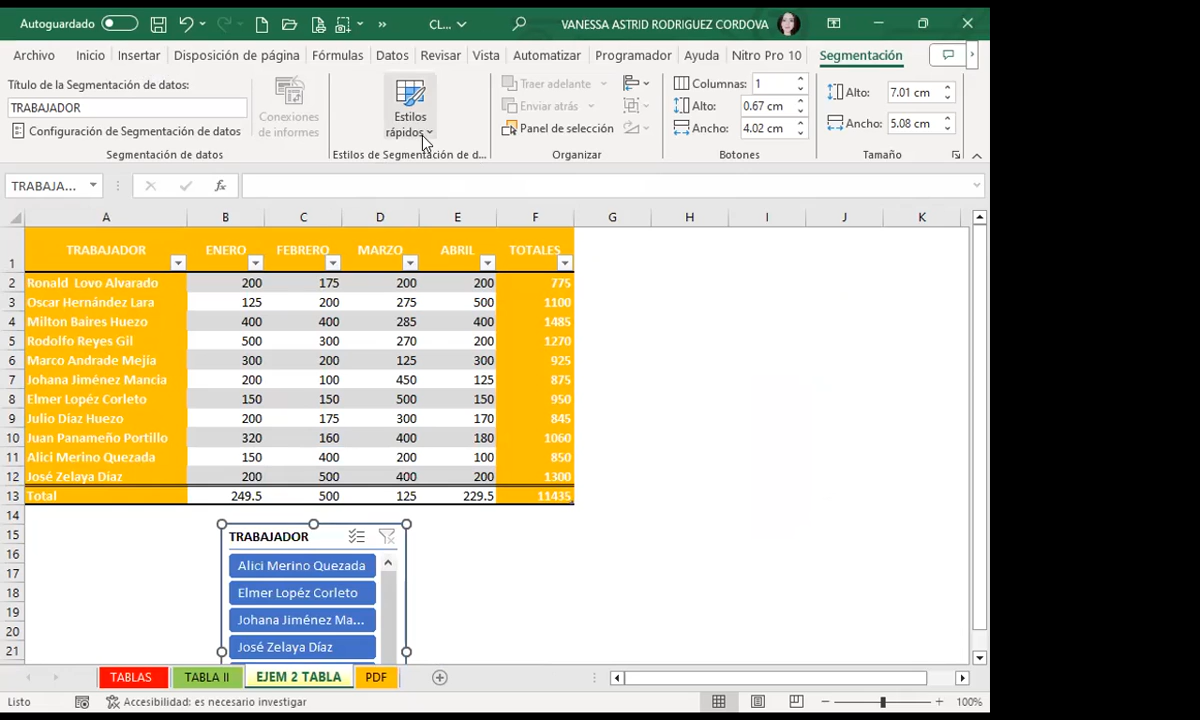 Autoguardado CL... VANESSA ASTRID RODRIGUEZ CORDOVA
Archivo Inicio Insertar Disposición de página Fórmulas Datos Revisar Vista Automatizar Programador Ayuda Nitro Pro 10 Segmentación
Título de la Segmentación de datos:
TRABAJADOR
Configuración de Segmentación de datos
Conexiones
de informes
Segmentación de datos
Estilos
rápidos
Estilos de Segmentación de d...
Traer adelante
Enviar atrás
Panel de selección
Organizar
Columnas: 1
Alto: 0.67 cm
Ancho: 4.02 cm
Botones
Alto: 7.01 cm
Ancho: 5.08 cm
Tamaño
TRABAJA... fx
A B C D E F G H I J K
1 TRABAJADOR ENERO FEBRERO MARZO ABRIL TOTALES
2 Ronald Lovo Alvarado 200 175 200 200 775
3 Oscar Hernández Lara 125 200 275 500 1100
4 Milton Baires Huezo 400 400 285 400 1485
5 Rodolfo Reyes Gil 500 300 270 200 1270
6 Marco Andrade Mejía 300 200 125 300 925
7 Johana Jiménez Mancia 200 100 450 125 875
8 Elmer Lopéz Corleto 150 150 500 150 950
9 Julio Díaz Huezo 200 175 300 170 845
10 Juan Panameño Portillo 320 160 400 180 1060
11 Alici Merino Quezada 150 400 200 100 850
12 José Zelaya Díaz 200 500 400 200 1300
13 Total 249.5 500 125 229.5 11435
14
15 TRABAJADOR
16 Alici Merino Quezada
17
18 Elmer Lopéz Corleto
19 Johana Jiménez Ma...
20
21 José Zelaya Díaz
TABLAS TABLA II EJEM 2 TABLA PDF
Listo Accesibilidad: es necesario investigar 100%